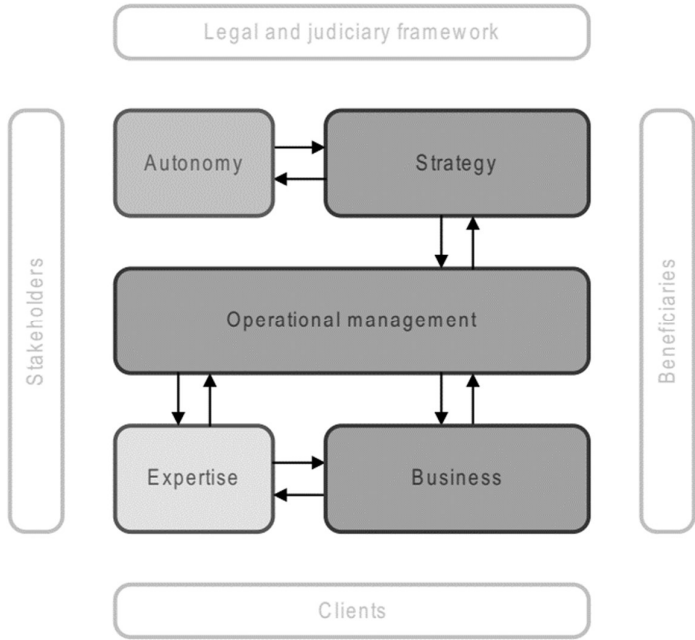 Legal and judiciary framework
Autonomy
Strategy
Stakeholders
Operational management
Beneficiaries
Expertise
Business
Clients